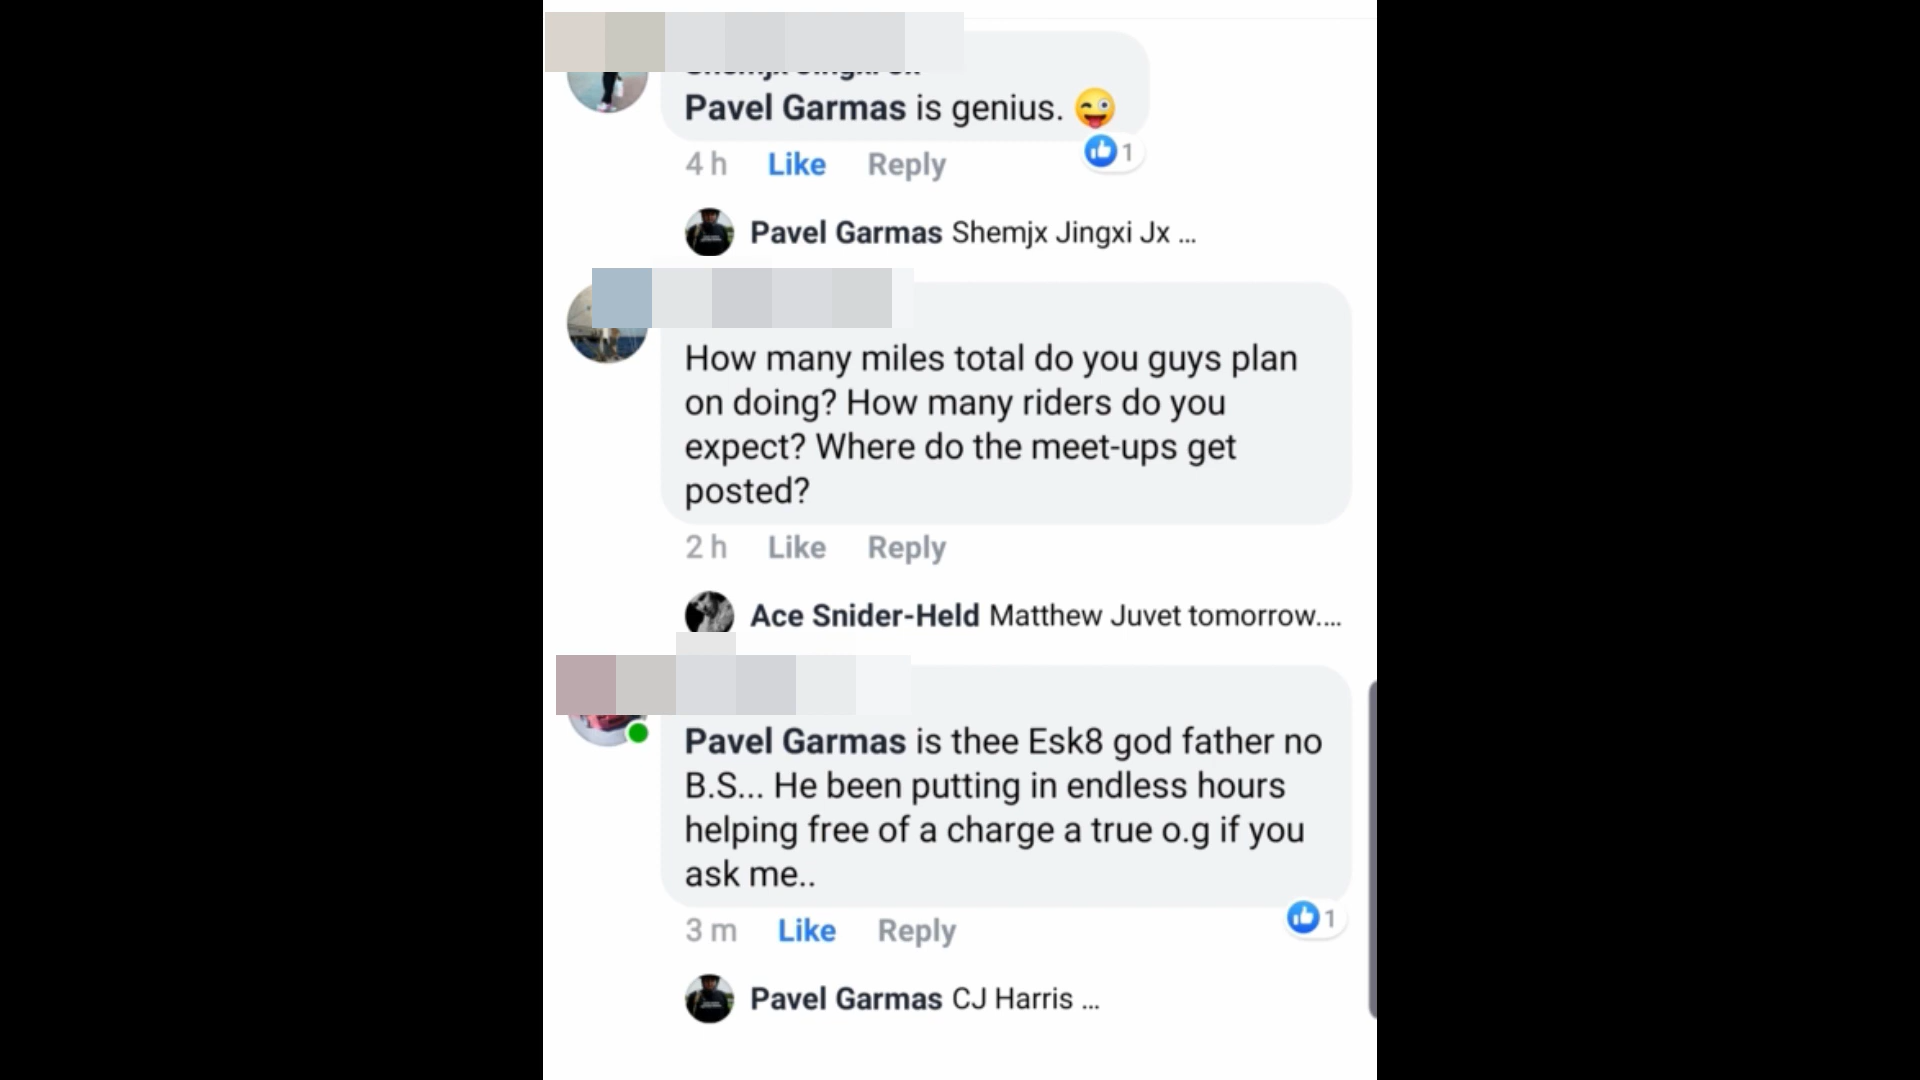 Pavel Garmas is genius. 😜
1
4 h Like Reply
Pavel Garmas Shemjx Jingxi Jx ...
How many miles total do you guys plan
on doing? How many riders do you
expect? Where do the meet-ups get
posted?
2 h Like Reply
Ace Snider-Held Matthew Juvet tomorrow....
Pavel Garmas is thee Esk8 god father no
B.S... He been putting in endless hours
helping free of a charge a true o.g if you
ask me..
1
3 m Like Reply
Pavel Garmas CJ Harris ...